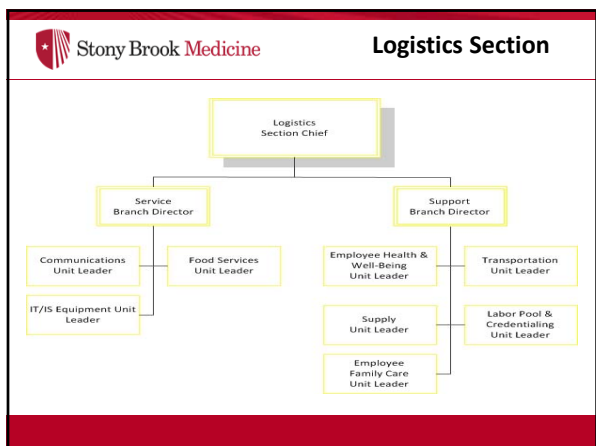 Stony Brook Medicine
Logistics Section
Logistics
Section Chief
Service
Branch Director
Support
Branch Director
Communications
Unit Leader
Food Services
Unit Leader
Employee Health &
Well-Being
Unit Leader
Transportation
Unit Leader
IT/IS Equipment Unit
Leader
Supply
Unit Leader
Labor Pool &
Credentialing
Unit Leader
Employee
Family Care
Unit Leader